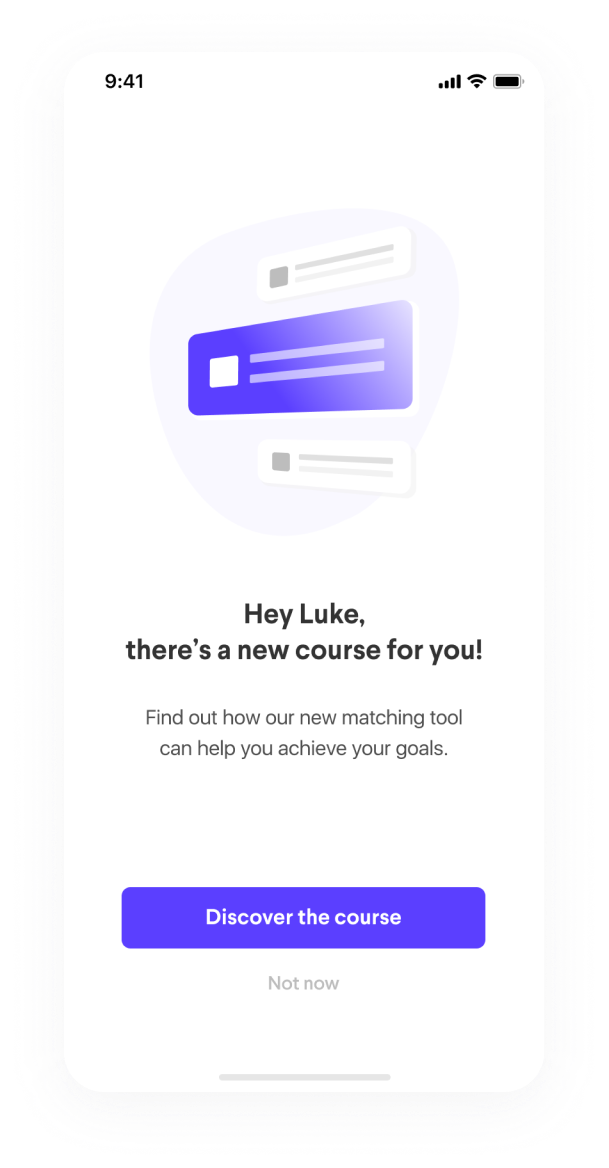 9:41
Hey Luke,
there’s a new course for you!
Find out how our new matching tool
can help you achieve your goals.
Discover the course
Not now